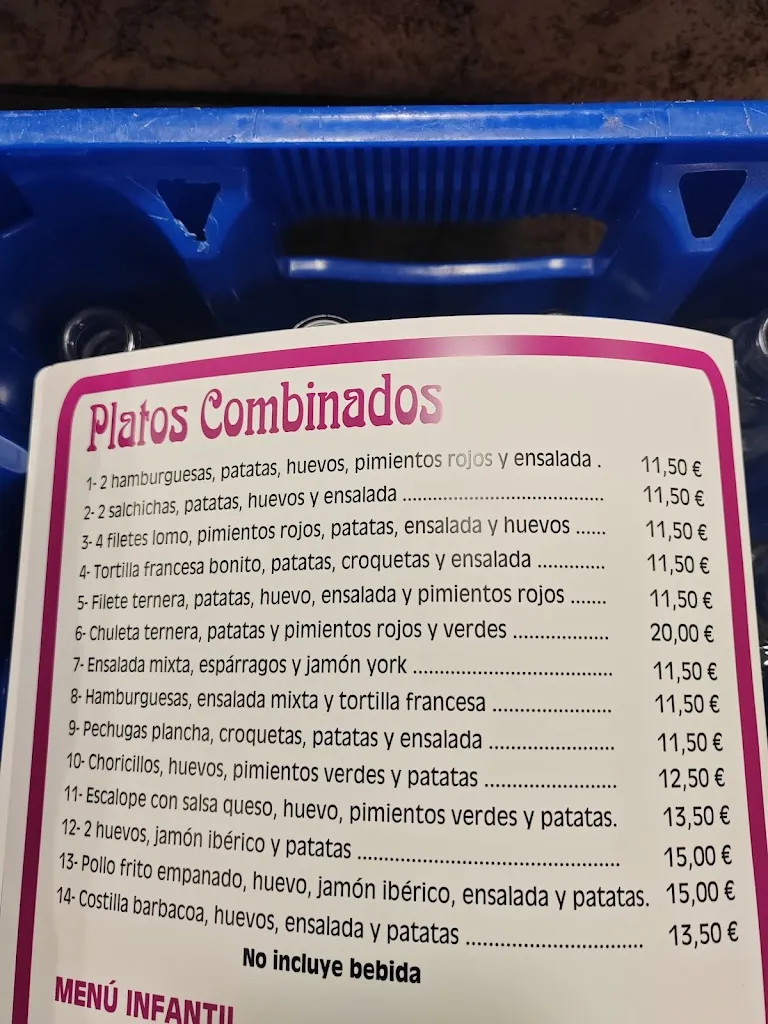 Platos Combinados
1- 2 hamburguesas, patatas, huevos, pimientos rojos y ensalada . 11,50 €
2- 2 salchichas, patatas, huevos y ensalada .................................................. 11,50 €
3- 4 filetes lomo, pimientos rojos, patatas, ensalada y huevos ...... 11,50 €
4- Tortilla francesa bonito, patatas, croquetas y ensalada ............. 11,50 €
5- Filete ternera, patatas, huevo, ensalada y pimientos rojos ....... 11,50 €
6- Chuleta ternera, patatas y pimientos rojos y verdes .................. 20,00 €
7- Ensalada mixta, espárragos y jamón york ...................................... 11,50 €
8- Hamburguesas, ensalada mixta y tortilla francesa ....................... 11,50 €
9- Pechugas plancha, croquetas, patatas y ensalada ........................ 11,50 €
10- Choricillos, huevos, pimientos verdes y patatas ......................... 12,50 €
11- Escalope con salsa queso, huevo, pimientos verdes y patatas. 13,50 €
12- 2 huevos, jamón ibérico y patatas .................................................. 15,00 €
13- Pollo frito empanado, huevo, jamón ibérico, ensalada y patatas. 15,00 €
14- Costilla barbacoa, huevos, ensalada y patatas .................................. 13,50 €
No incluye bebida
MENÚ INFANTIL